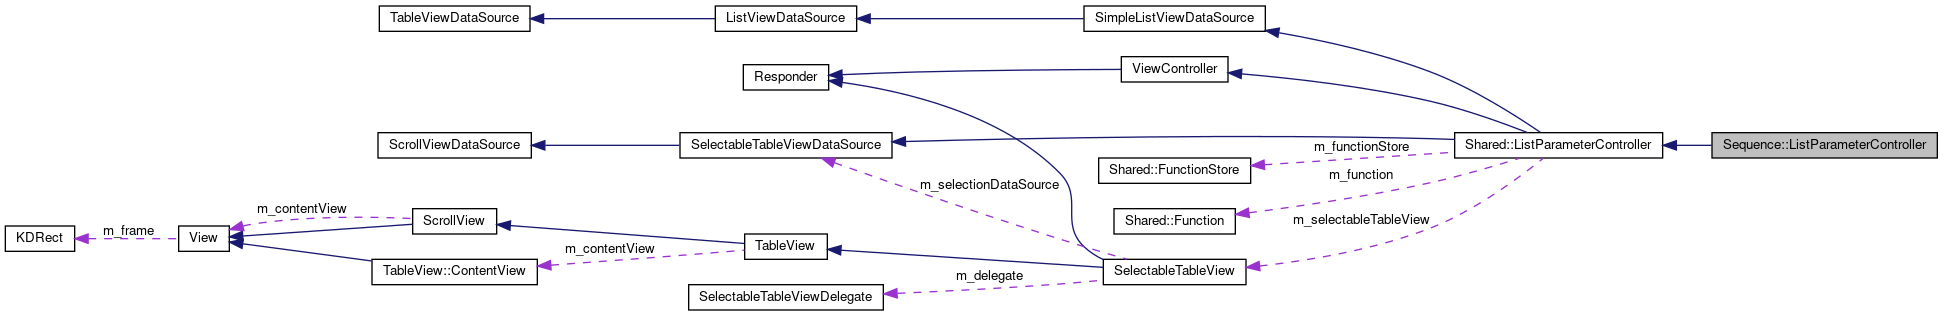 TableViewDataSource
ListViewDataSource
SimpleListViewDataSource
Responder
ViewController
ScrollViewDataSource
SelectableTableViewDataSource
Shared::ListParameterController
Sequence::ListParameterController
m_functionStore
Shared::FunctionStore
m_function
m_selectionDataSource
m_contentView
ScrollView
Shared::Function
m_selectableTableView
KDRect
m_frame
View
m_contentView
TableView
TableView::ContentView
m_delegate
SelectableTableView
SelectableTableViewDelegate